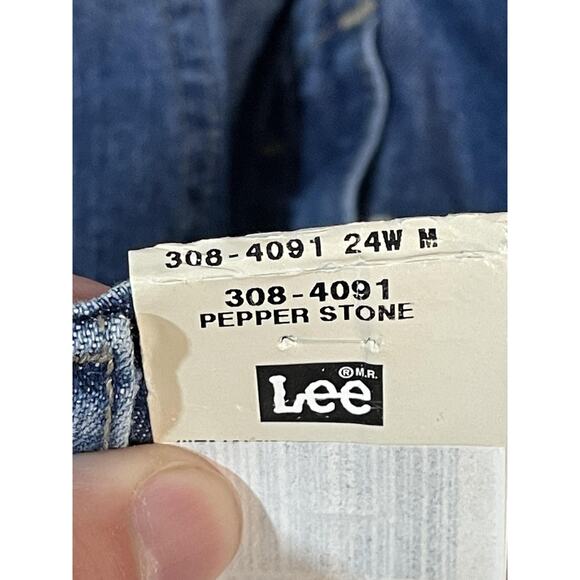 308-4091 24W M
308-4091
PEPPER STONE
® M.R.
Lee